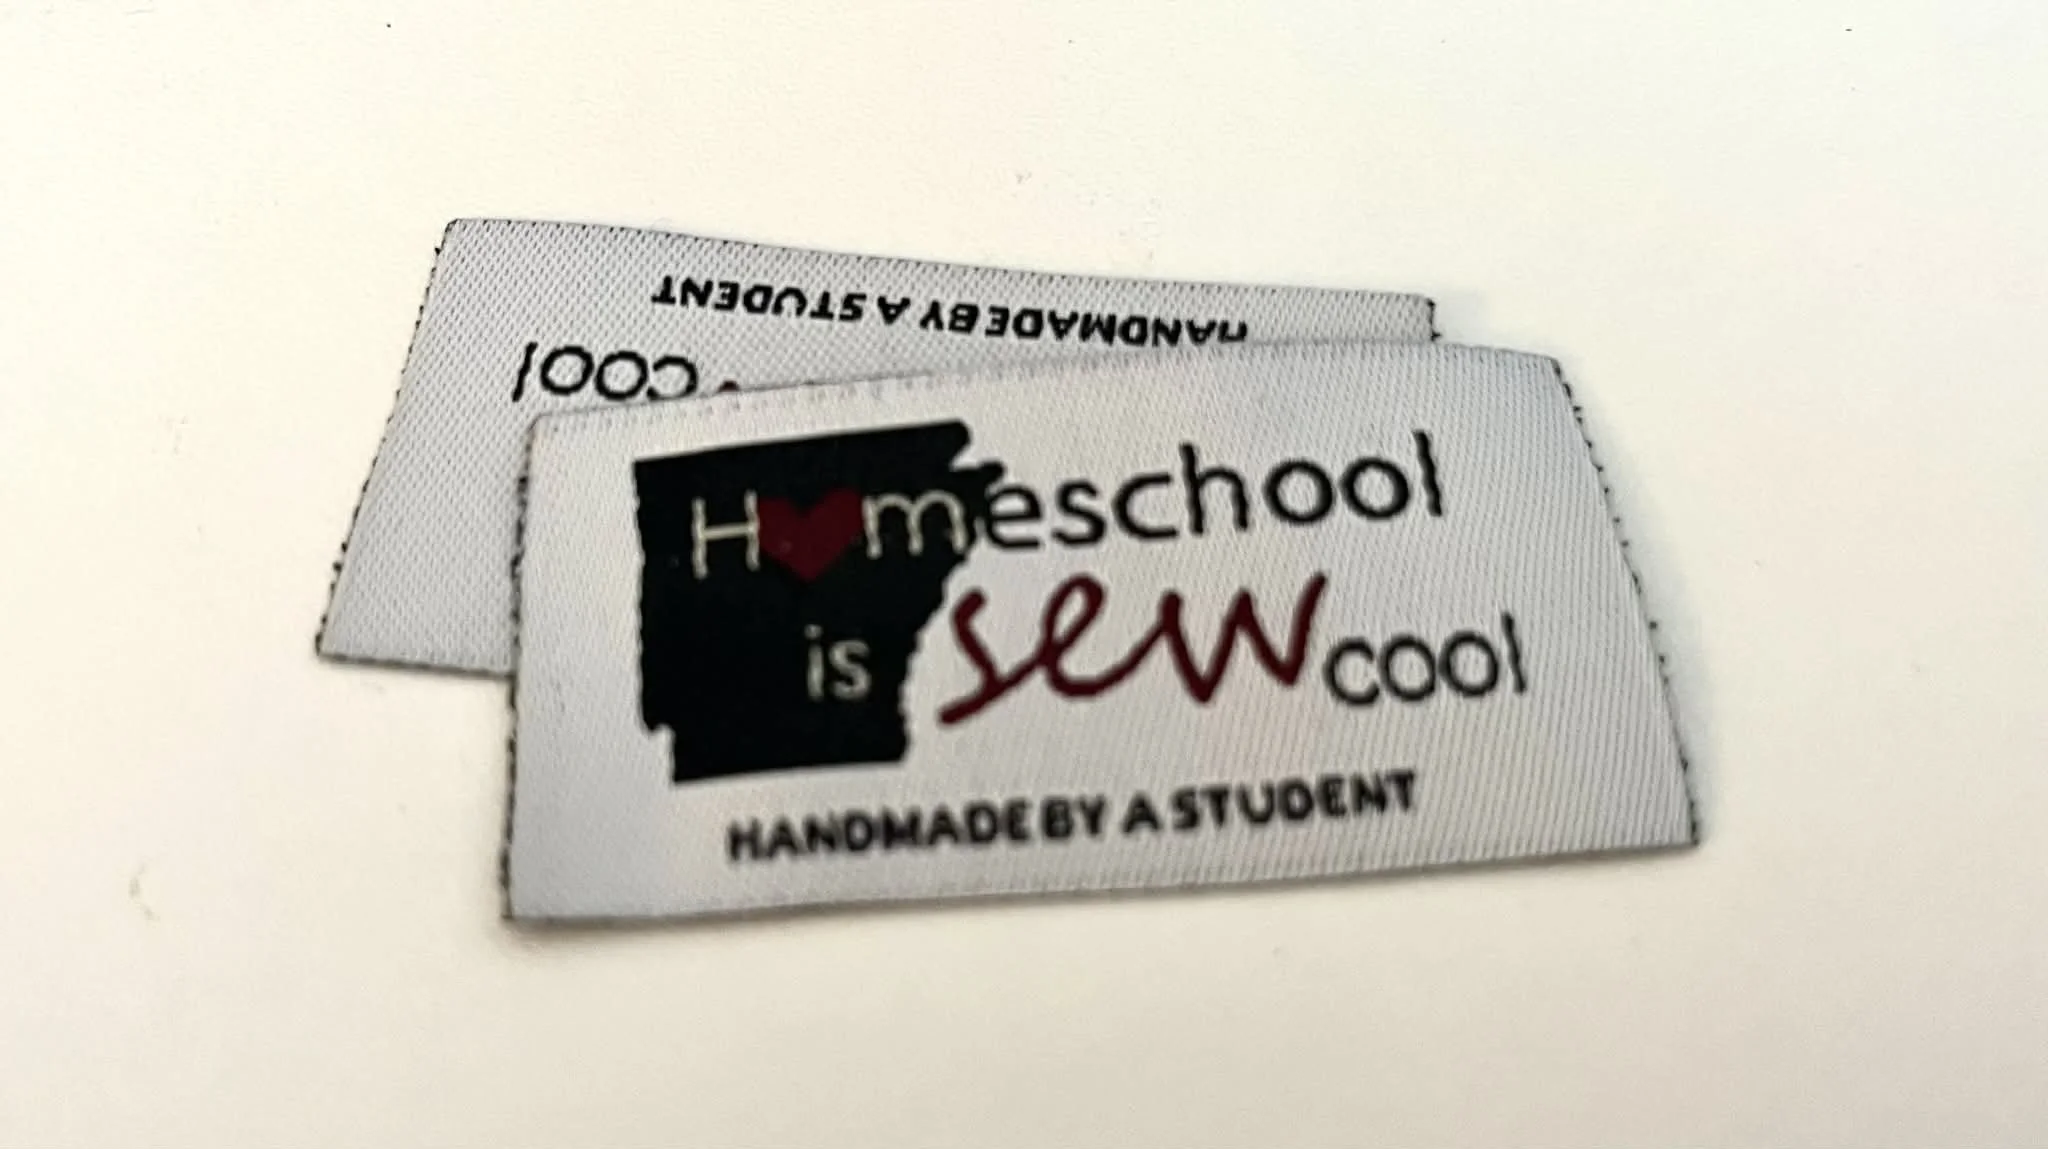 HANDMADE BY A STUDENT
cool
H♥meschool
is sew cool
HANDMADE BY A STUDENT